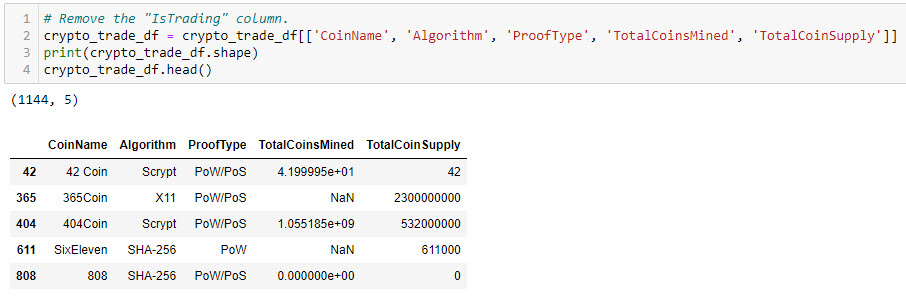 1 # Remove the "IsTrading" column.
2 crypto_trade_df = crypto_trade_df[['CoinName', 'Algorithm', 'ProofType', 'TotalCoinsMined', 'TotalCoinSupply']]
3 print(crypto_trade_df.shape)
4 crypto_trade_df.head()
(1144, 5)
CoinName Algorithm ProofType TotalCoinsMined TotalCoinSupply
42 42 Coin Scrypt PoW/PoS 4.199995e+01 42
365 365Coin X11 PoW/PoS NaN 2300000000
404 404Coin Scrypt PoW/PoS 1.055185e+09 532000000
611 SixEleven SHA-256 PoW NaN 611000
808 808 SHA-256 PoW/PoS 0.000000e+00 0